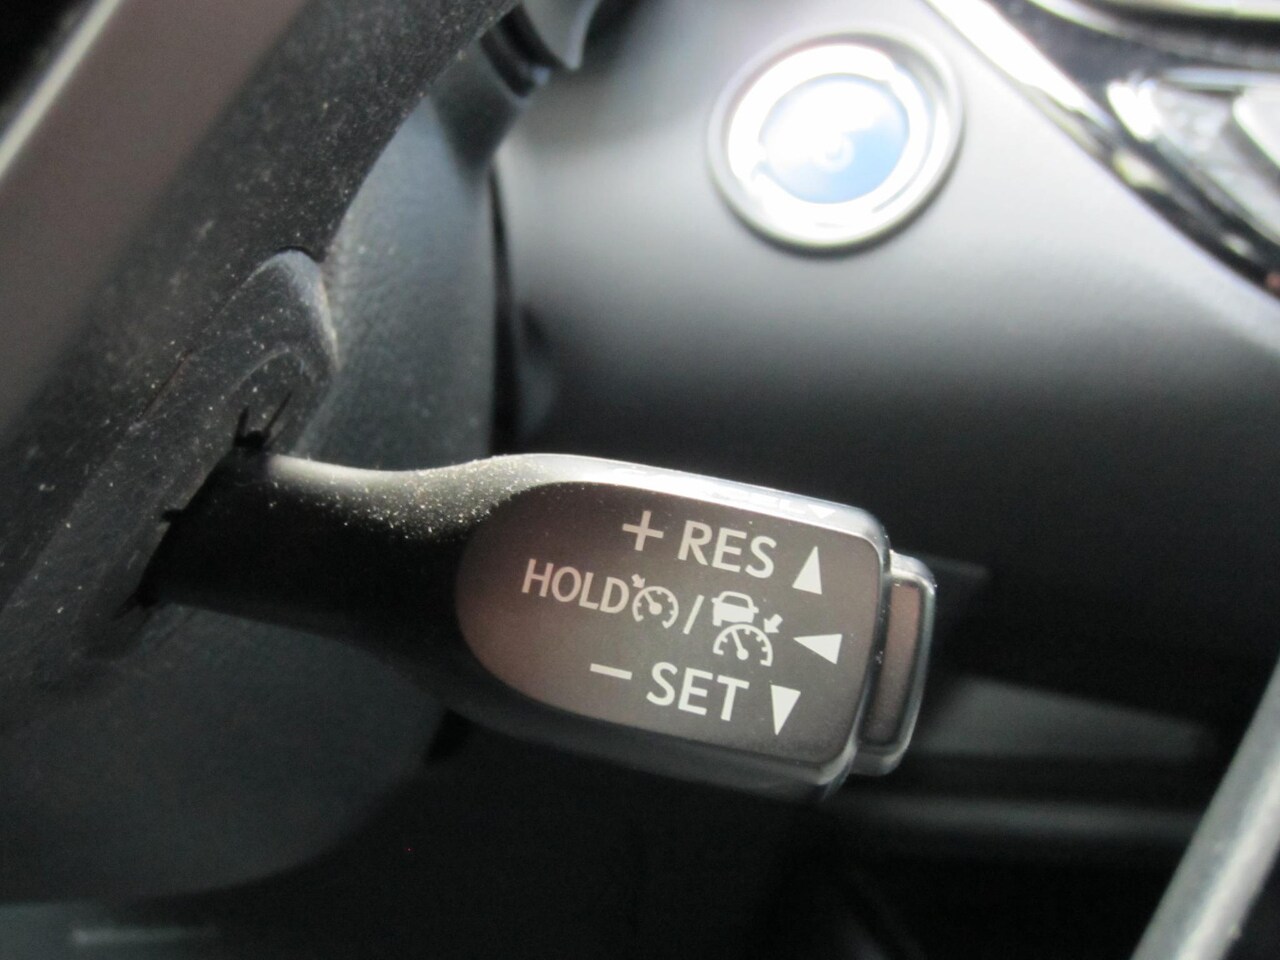 + RES ▲
HOLD / ◀
− SET ▼